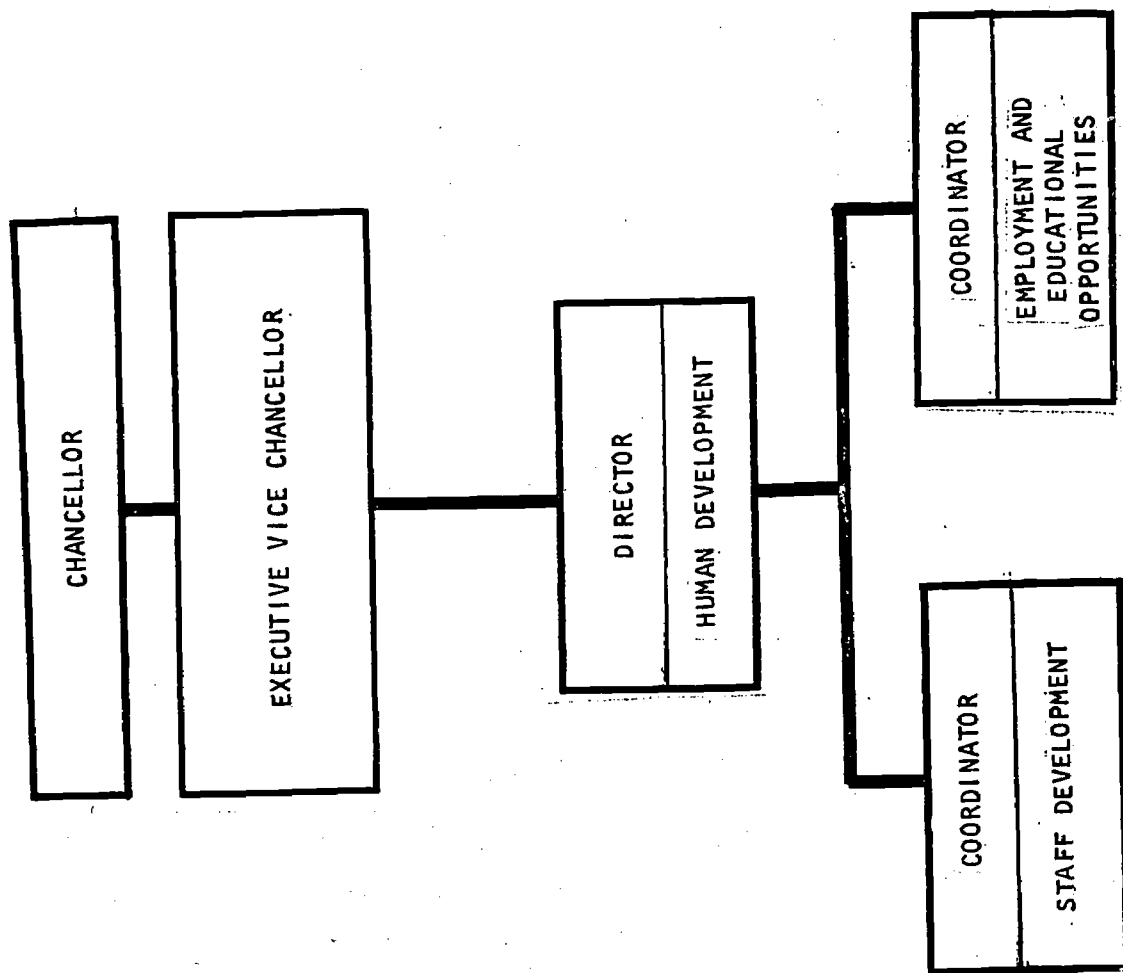 CHANCELLOR
EXECUTIVE VICE CHANCELLOR
DIRECTOR
HUMAN DEVELOPMENT
COORDINATOR
STAFF DEVELOPMENT
COORDINATOR
EMPLOYMENT AND
EDUCATIONAL
OPPORTUNITIES